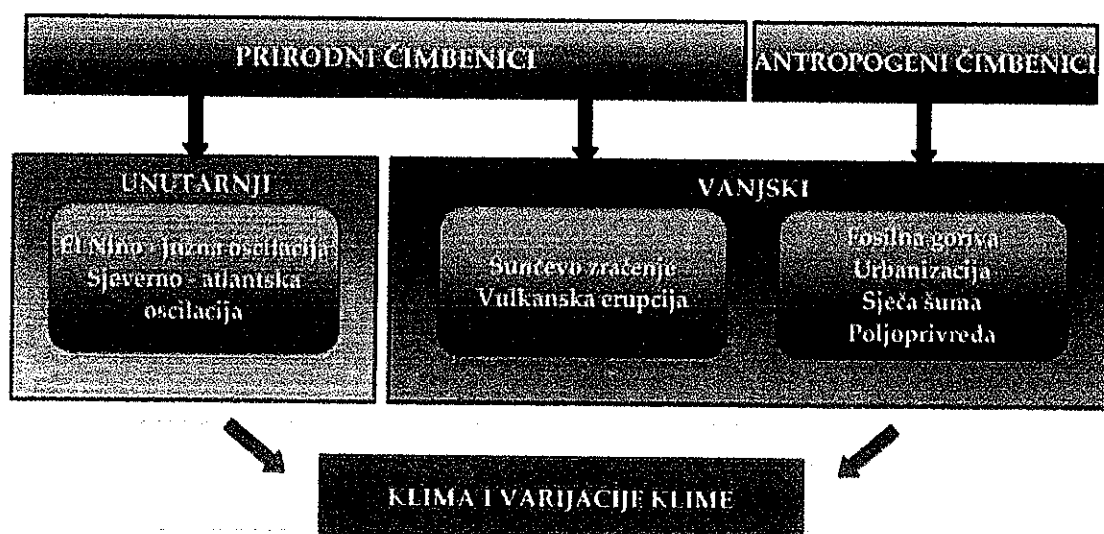 PRIRODNI ČIMBENICI
ANTROPOGENI ČIMBENICI
UNUTARNJI
El Nino - južna oscilacija
Sjeverno - atlantska
oscilacija
VANJSKI
Sunčevo zračenje
Vulkanska erupcija
Fosilna goriva
Urbanizacija
Sječa šuma
Poljoprivreda
KLIMA I VARIJACIJE KLIME